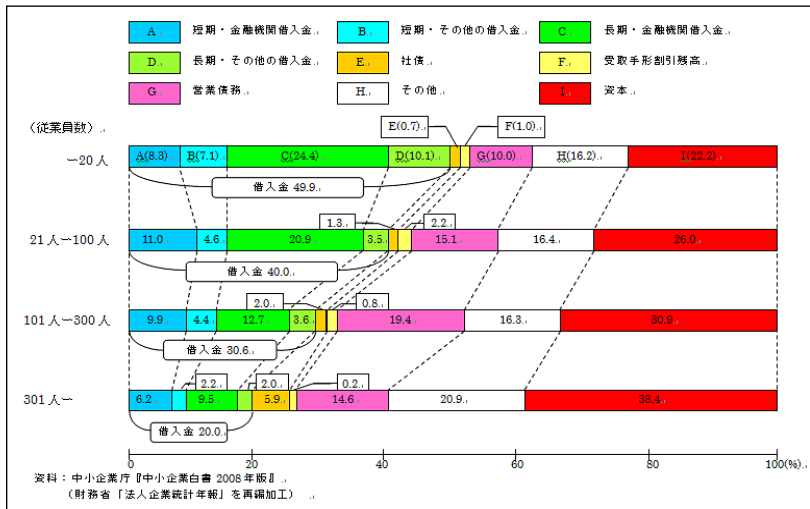 A 短期・金融機関借入金 B 短期・その他の借入金 C 長期・金融機関借入金
D 長期・その他の借入金 E 社債 F 受取手形割引残高
G 営業債務 H その他 I 資本
(従業員数) E(0.7) F(1.0)
~20人 A(8.3) B(7.1) C(24.4) D(10.1) G(10.0) H(16.2) I(22.2)
借入金 49.9
1.3 2.2
21人~100人 11.0 4.6 20.9 3.5 15.1 16.4 26.0
借入金 40.0
2.0 0.8
101人~300人 9.9 4.4 12.7 3.6 19.4 16.3 30.9
借入金 30.6
2.2 2.0 0.2
301人~ 6.2 9.5 5.9 14.6 20.9 38.4
借入金 20.0
0 20 40 60 80 100(%)
資料:中小企業庁『中小企業白書 2008年版』
(財務省「法人企業統計年報」を再編加工)